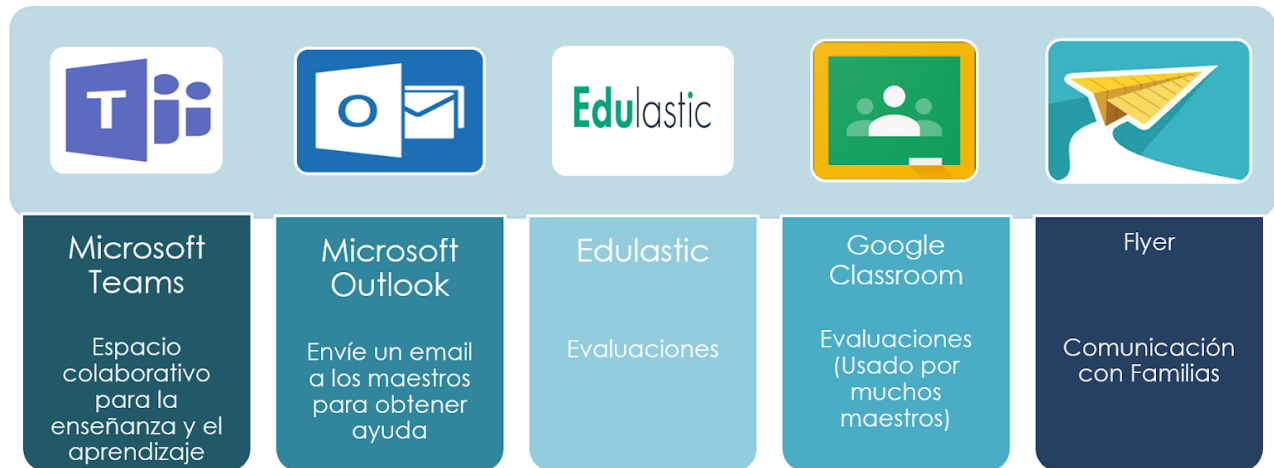 T
O
Edulastic
Microsoft
Teams
Espacio
colaborativo
para la
enseñanza y el
aprendizaje
Microsoft
Outlook
Envíe un email
a los maestros
para obtener
ayuda
Edulastic
Evaluaciones
Google
Classroom
Evaluaciones
(Usado por
muchos
maestros)
Flyer
Comunicación
con Familias